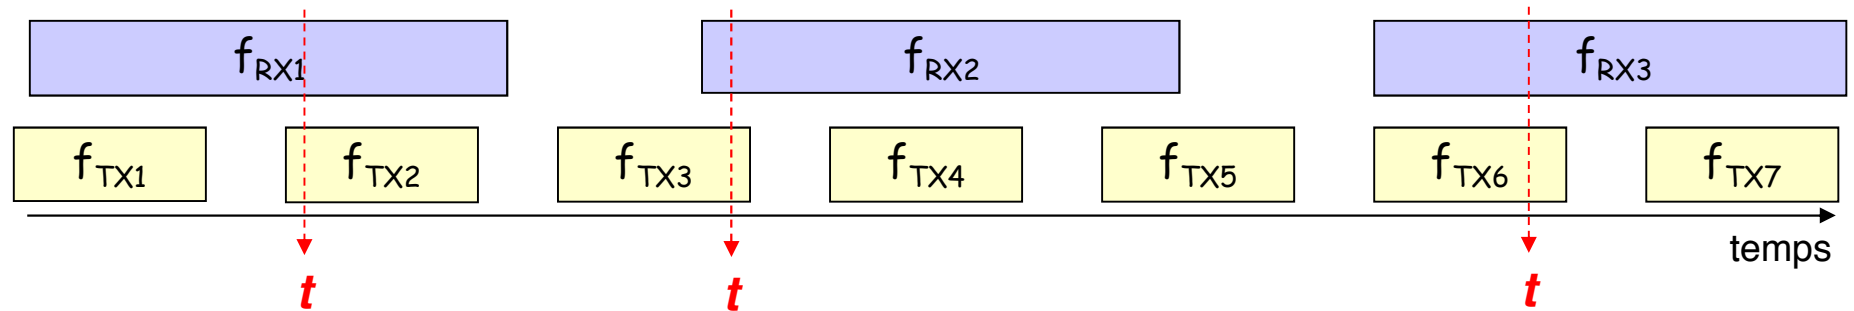 fRX1 fRX2 fRX3
fTX1 fTX2 fTX3 fTX4 fTX5 fTX6 fTX7
temps
t t t